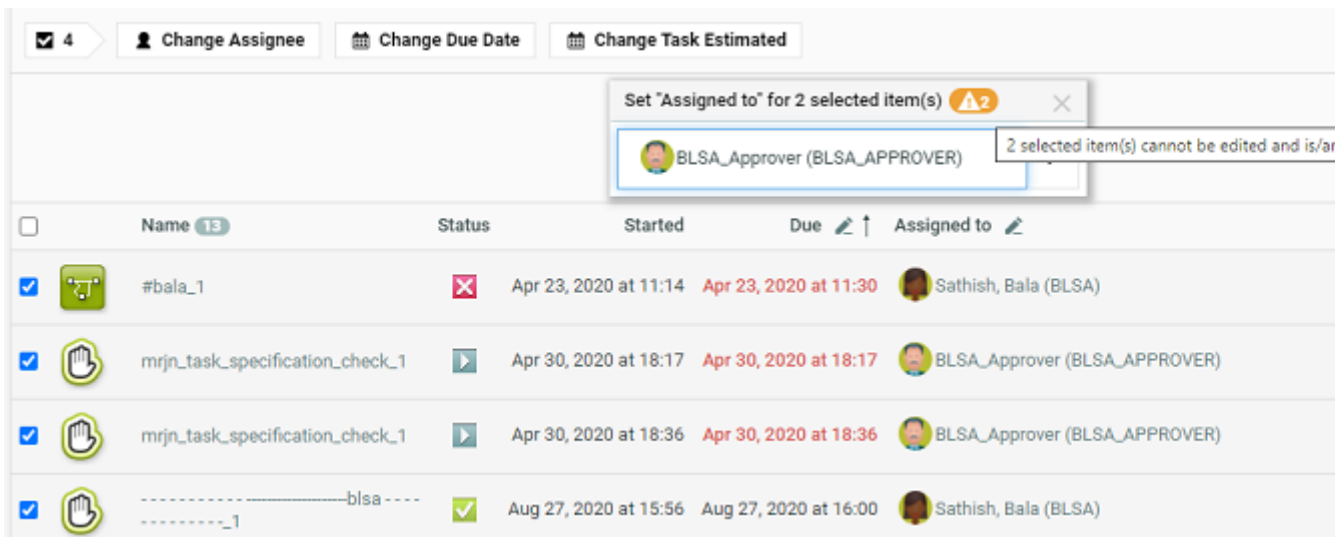 4 Change Assignee Change Due Date Change Task Estimated
Set "Assigned to" for 2 selected item(s) 2
BLSA_Approver (BLSA_APPROVER)
2 selected item(s) cannot be edited and is/ar
Name 13 Status Started Due Assigned to
#bala_1 Apr 23, 2020 at 11:14 Apr 23, 2020 at 11:30 Sathish, Bala (BLSA)
mrjn_task_specification_check_1 Apr 30, 2020 at 18:17 Apr 30, 2020 at 18:17 BLSA_Approver (BLSA_APPROVER)
mrjn_task_specification_check_1 Apr 30, 2020 at 18:36 Apr 30, 2020 at 18:36 BLSA_Approver (BLSA_APPROVER)
- - - - - - - - - - - --------------------blsa - - - -
- - - - - - - - - -_1 Aug 27, 2020 at 15:56 Aug 27, 2020 at 16:00 Sathish, Bala (BLSA)